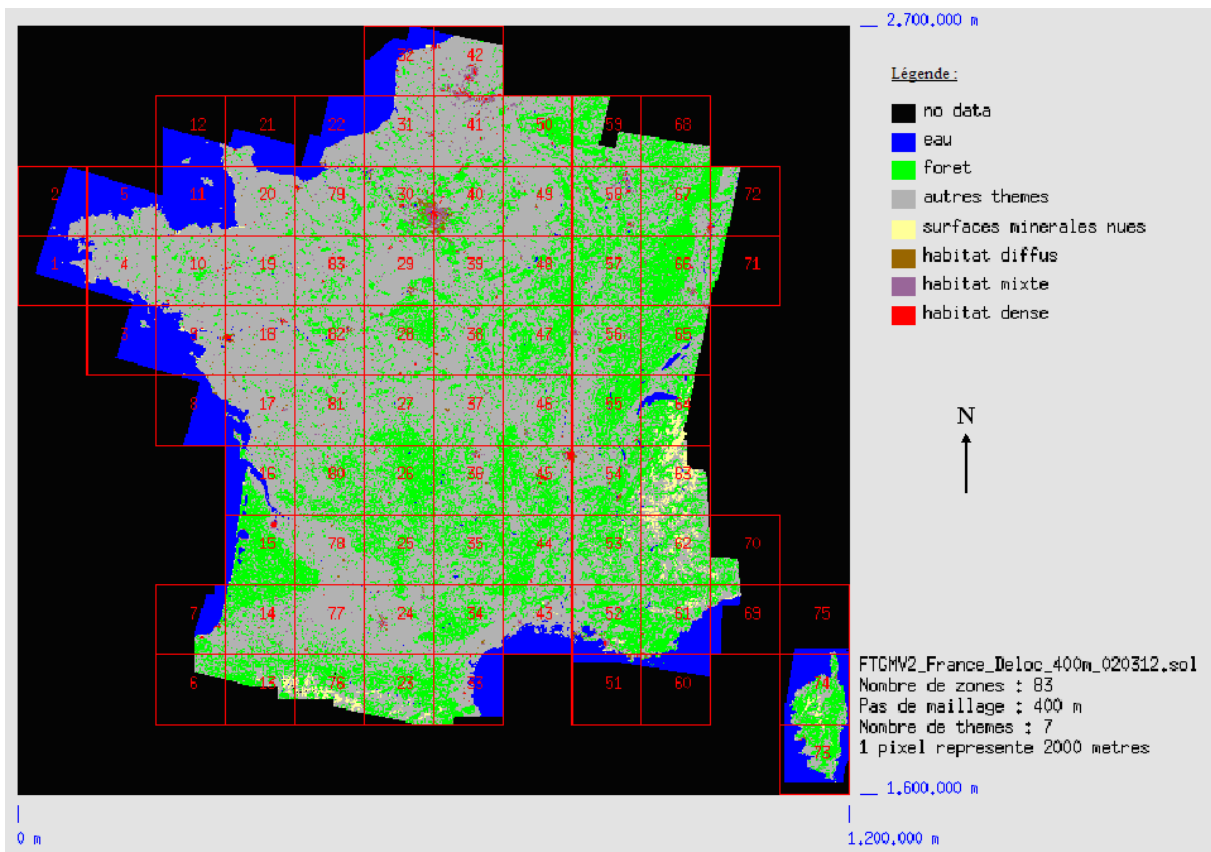 2.700.000 m
Légende :
no data
eau
foret
autres themes
surfaces minerales nues
habitat diffus
habitat mixte
habitat dense
N
32 42
12 21 22 31 41 50 59 68
2 5 11 20 79 30 40 49 58 67 72
1 4 10 19 83 29 39 48 57 66 71
3 9 18 82 28 38 47 56 65
8 17 81 27 37 46 55 64
16 80 26 36 45 54 63
15 78 25 35 44 53 62 70
7 14 77 24 34 43 52 61 69 75
6 13 76 23 33 51 60 74
73
FTGMV2_France_Deloc_400m_020312.sol
Nombre de zones : 83
Pas de maillage : 400 m
Nombre de themes : 7
1 pixel represente 2000 metres
1.600.000 m
0 m
1.200.000 m